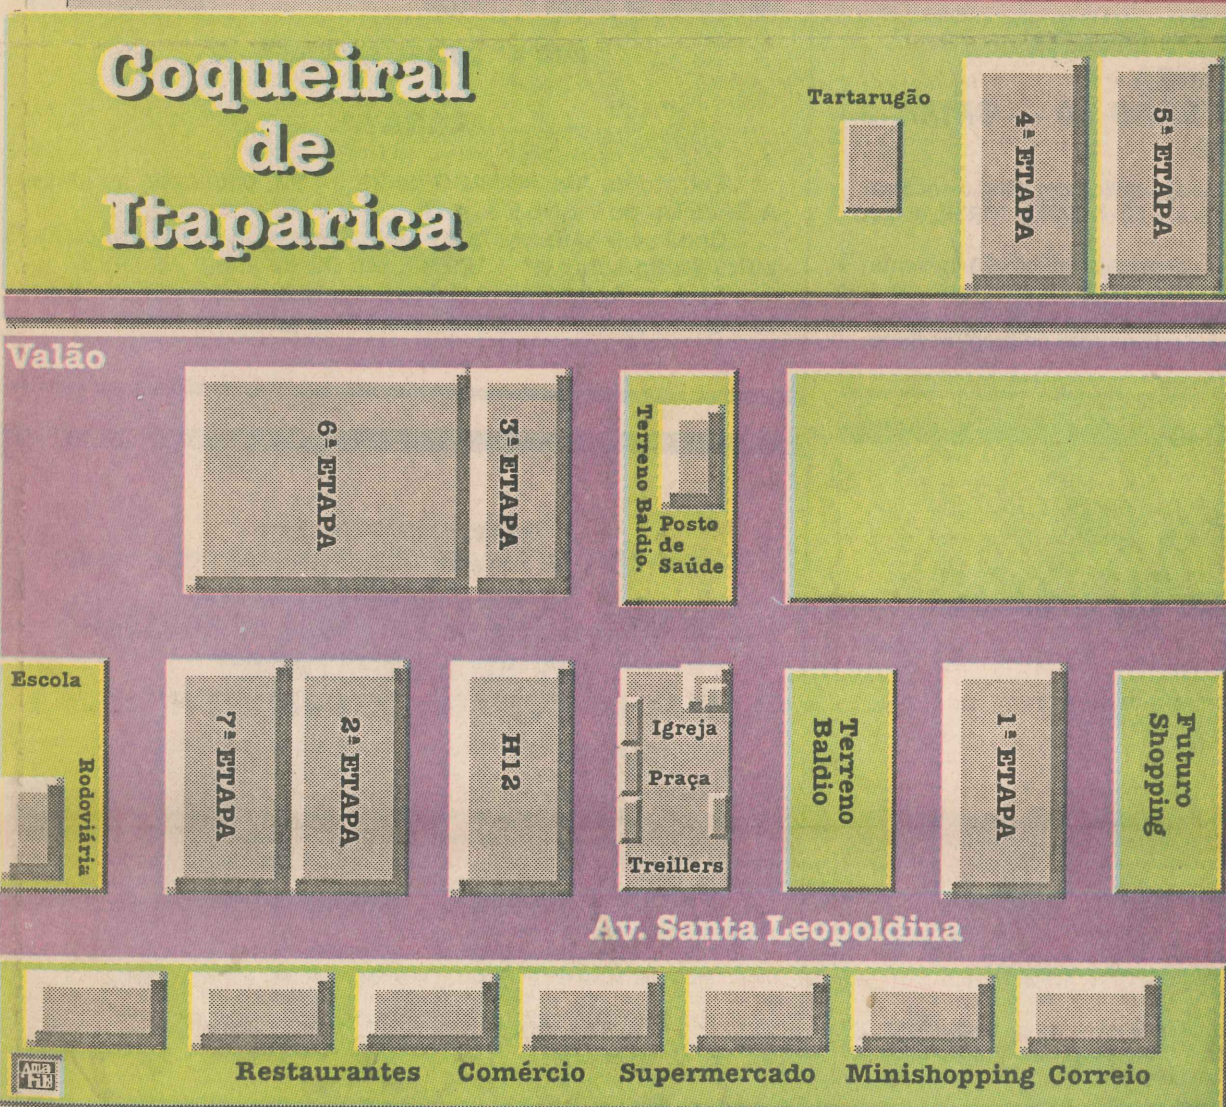 Coqueiral
de
Itaparica
Tartarugão
4ª ETAPA
5ª ETAPA
Valão
6ª ETAPA
3ª ETAPA
Terreno Baldio.
Posto
de
Saúde
Escola
Rodoviária
7ª ETAPA
2ª ETAPA
H12
Igreja
Praça
Treillers
Terreno
Baldio
1ª ETAPA
Futuro
Shopping
Av. Santa Leopoldina
Restaurantes Comércio Supermercado Minishopping Correio